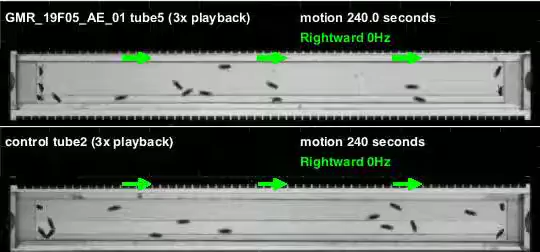 GMR_19F05_AE_01 tube5 (3x playback)
motion 240.0 seconds
Rightward 0Hz
control tube2 (3x playback)
motion 240 seconds
Rightward 0Hz